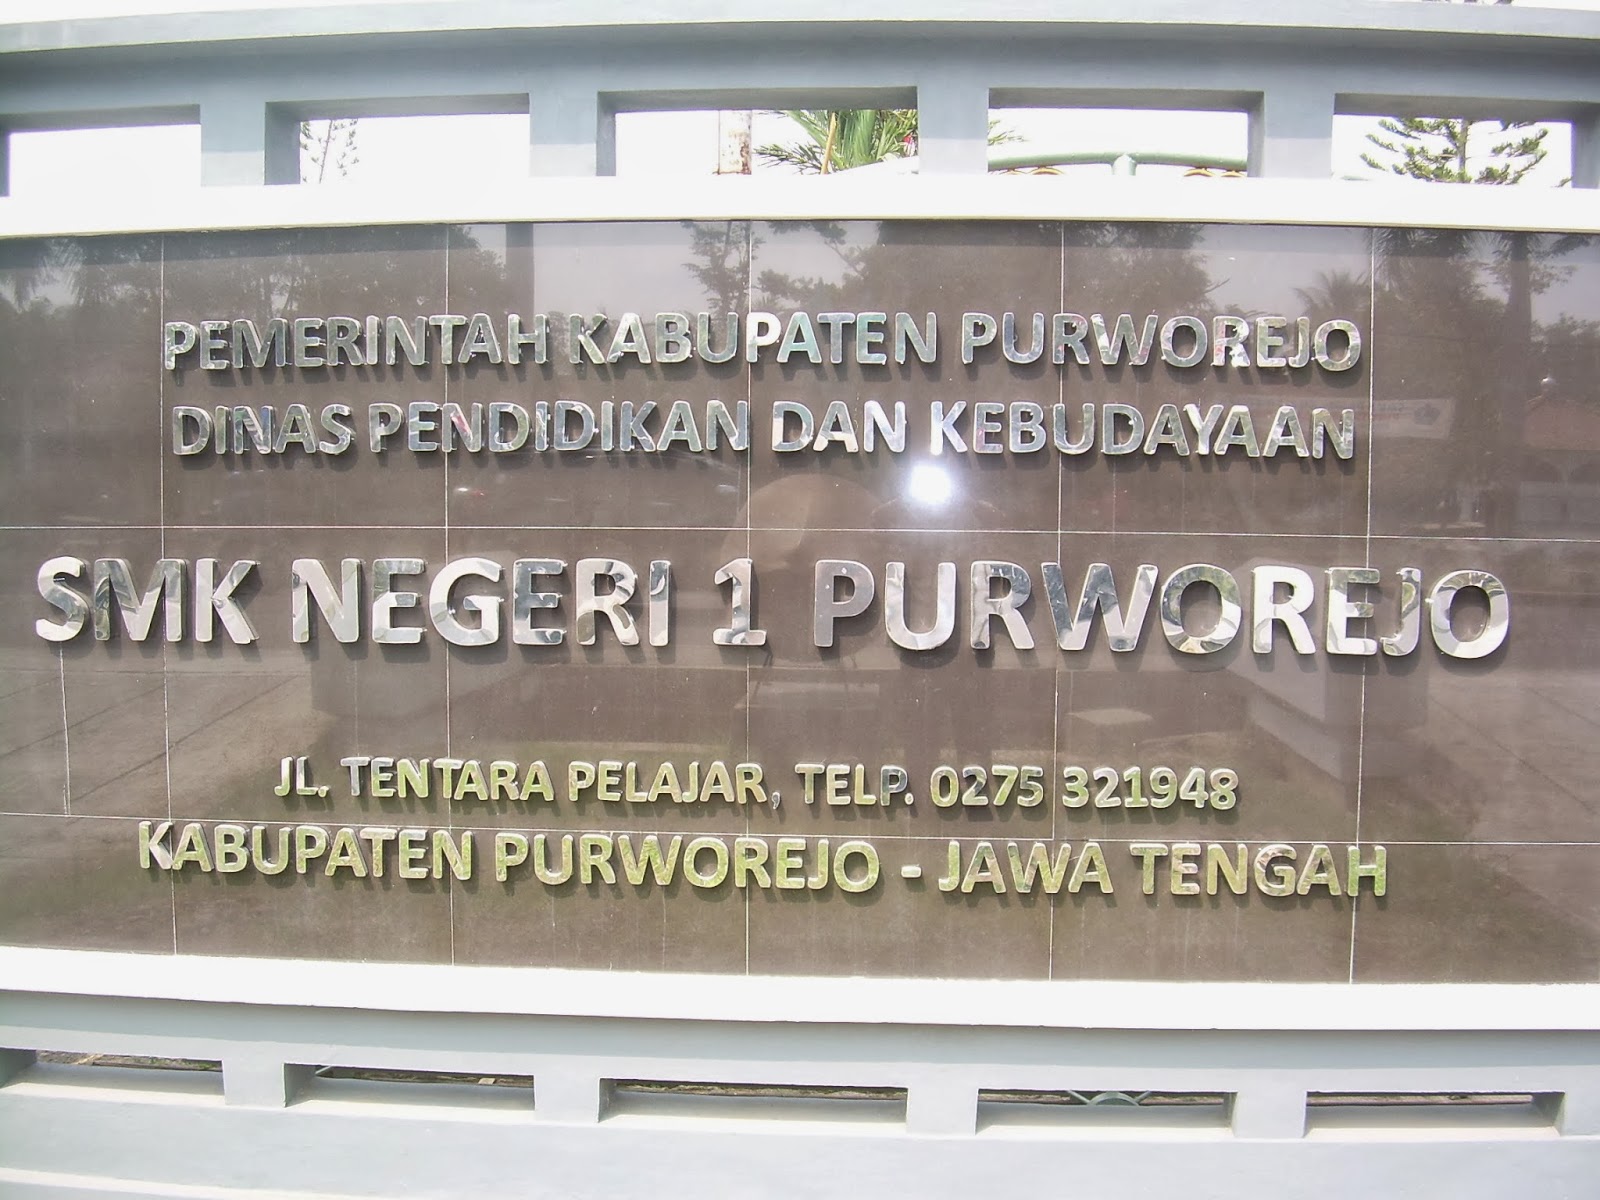 PEMERINTAH KABUPATEN PURWOREJO
DINAS PENDIDIKAN DAN KEBUDAYAAN
SMK NEGERI 1 PURWOREJO
JL. TENTARA PELAJAR, TELP. 0275 321948
KABUPATEN PURWOREJO - JAWA TENGAH